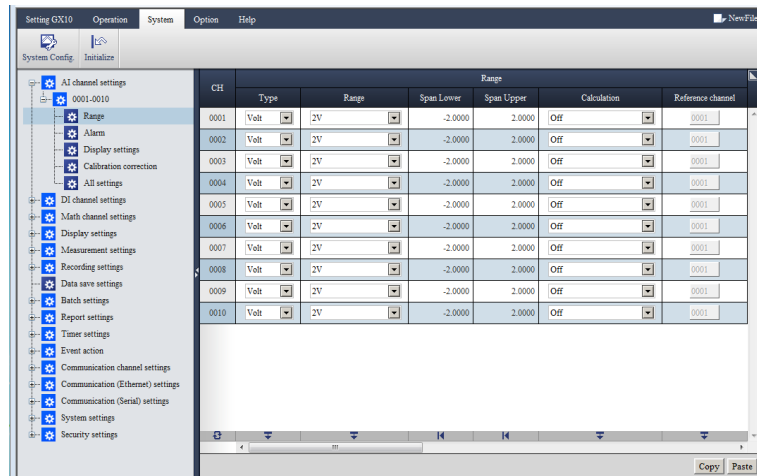 Setting GX10 Operation System Option Help NewFile
System Config. Initialize
AI channel settings
0001-0010
Range
Alarm
Display settings
Calibration correction
All settings
DI channel settings
Math channel settings
Display settings
Measurement settings
Recording settings
Data save settings
Batch settings
Report settings
Timer settings
Event action
Communication channel settings
Communication (Ethernet) settings
Communication (Serial) settings
System settings
Security settings
CH Range
Type Range Span Lower Span Upper Calculation Reference channel
0001 Volt 2V -2.0000 2.0000 Off 0001
0002 Volt 2V -2.0000 2.0000 Off 0001
0003 Volt 2V -2.0000 2.0000 Off 0001
0004 Volt 2V -2.0000 2.0000 Off 0001
0005 Volt 2V -2.0000 2.0000 Off 0001
0006 Volt 2V -2.0000 2.0000 Off 0001
0007 Volt 2V -2.0000 2.0000 Off 0001
0008 Volt 2V -2.0000 2.0000 Off 0001
0009 Volt 2V -2.0000 2.0000 Off 0001
0010 Volt 2V -2.0000 2.0000 Off 0001
Copy Paste